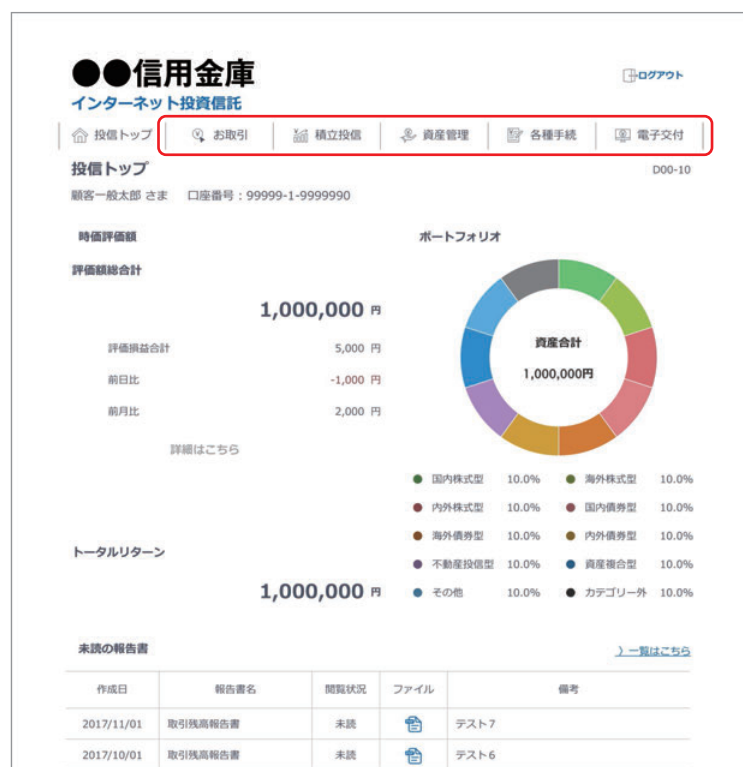 ●●信用金庫
ログアウト
インターネット投資信託
投信トップ お取引 積立投信 資産管理 各種手続 電子交付
投信トップ D00-10
顧客一般太郎 さま 口座番号：99999-1-9999990
時価評価額 ポートフォリオ
評価額総合計
1,000,000 円
資産合計
1,000,000円
評価損益合計 5,000 円
前日比 -1,000 円
前月比 2,000 円
詳細はこちら
国内株式型 10.0% 海外株式型 10.0%
内外株式型 10.0% 国内債券型 10.0%
海外債券型 10.0% 内外債券型 10.0%
不動産投信型 10.0% 資産複合型 10.0%
その他 10.0% カテゴリー外 10.0%
トータルリターン
1,000,000 円
未読の報告書 〉一覧はこちら
作成日 報告書名 閲覧状況 ファイル 備考
2017/11/01 取引残高報告書 未読 テスト7
2017/10/01 取引残高報告書 未読 テスト6